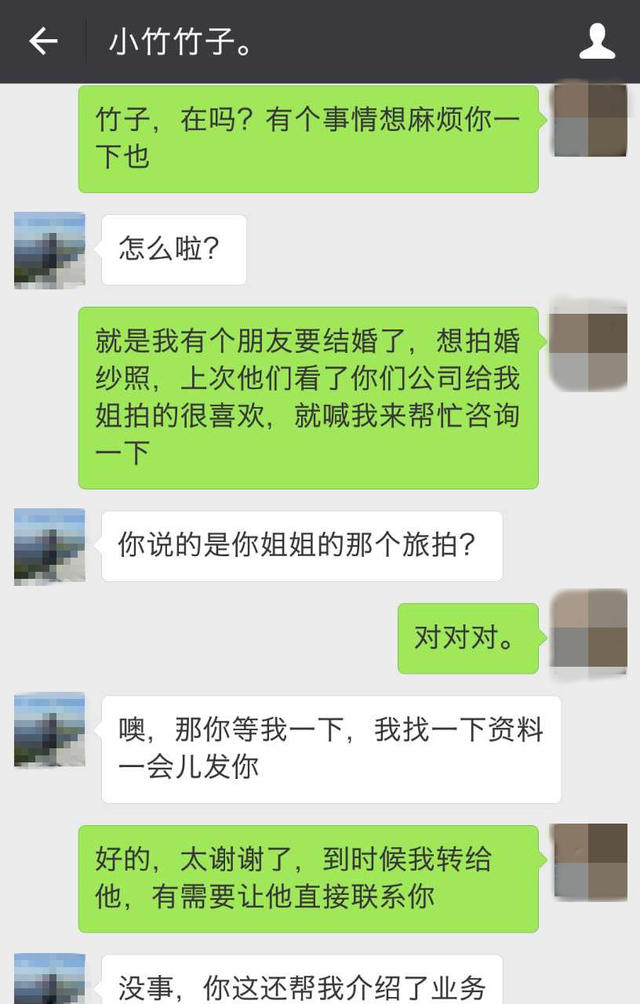 小竹竹子。
竹子，在吗？有个事情想麻烦你一
下也
怎么啦？
就是我有个朋友要结婚了，想拍婚
纱照，上次他们看了你们公司给我
姐拍的很喜欢，就喊我来帮忙咨询
一下
你说的是你姐姐的那个旅拍？
对对对。
噢，那你等我一下，我找一下资料
一会儿发你
好的，太谢谢了，到时候我转给
他，有需要让他直接联系你
没事，你这还帮我介绍了业务